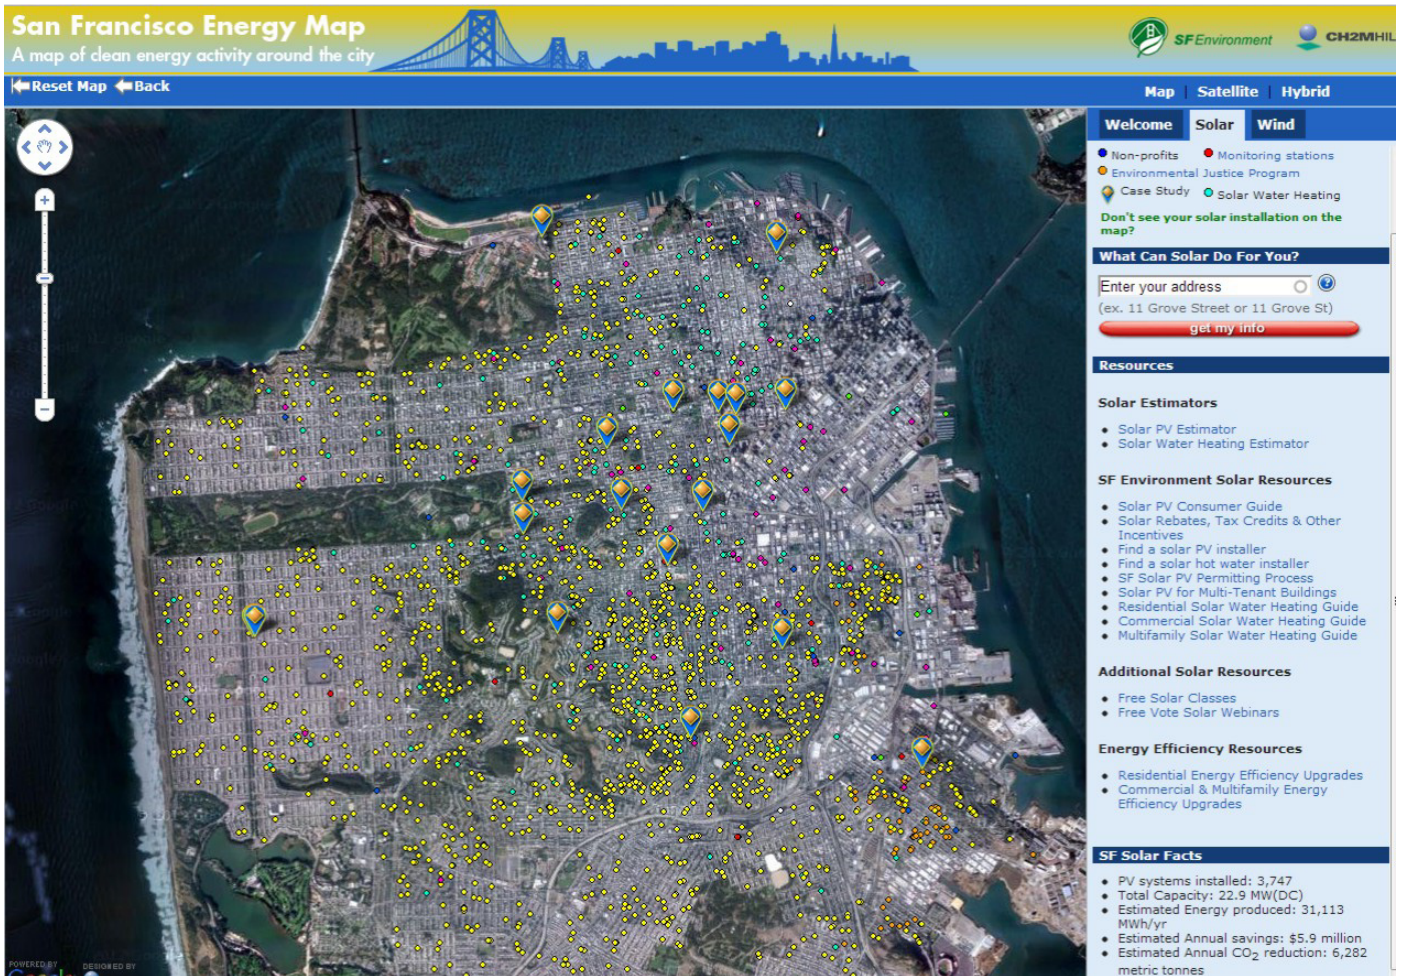 San Francisco Energy Map
A map of clean energy activity around the city
SF Environment
CH2MHIL
Reset Map Back
Map | Satellite | Hybrid
Welcome Solar Wind
Non-profits Monitoring stations
Environmental Justice Program
Case Study Solar Water Heating
Don't see your solar installation on the
map?
What Can Solar Do For You?
Enter your address
(ex. 11 Grove Street or 11 Grove St)
get my info
Resources
Solar Estimators
Solar PV Estimator
Solar Water Heating Estimator
SF Environment Solar Resources
Solar PV Consumer Guide
Solar Rebates, Tax Credits & Other
Incentives
Find a solar PV installer
Find a solar hot water installer
SF Solar PV Permitting Process
Solar PV for Multi-Tenant Buildings
Residential Solar Water Heating Guide
Commercial Solar Water Heating Guide
Multifamily Solar Water Heating Guide
Additional Solar Resources
Free Solar Classes
Free Vote Solar Webinars
Energy Efficiency Resources
Residential Energy Efficiency Upgrades
Commercial & Multifamily Energy
Efficiency Upgrades
SF Solar Facts
PV systems installed: 3,747
Total Capacity: 22.9 MW(DC)
Estimated Energy produced: 31,113
MWh/yr
Estimated Annual savings: $5.9 million
Estimated Annual CO2 reduction: 6,282
metric tonnes
POWERED BY
DESIGNED BY